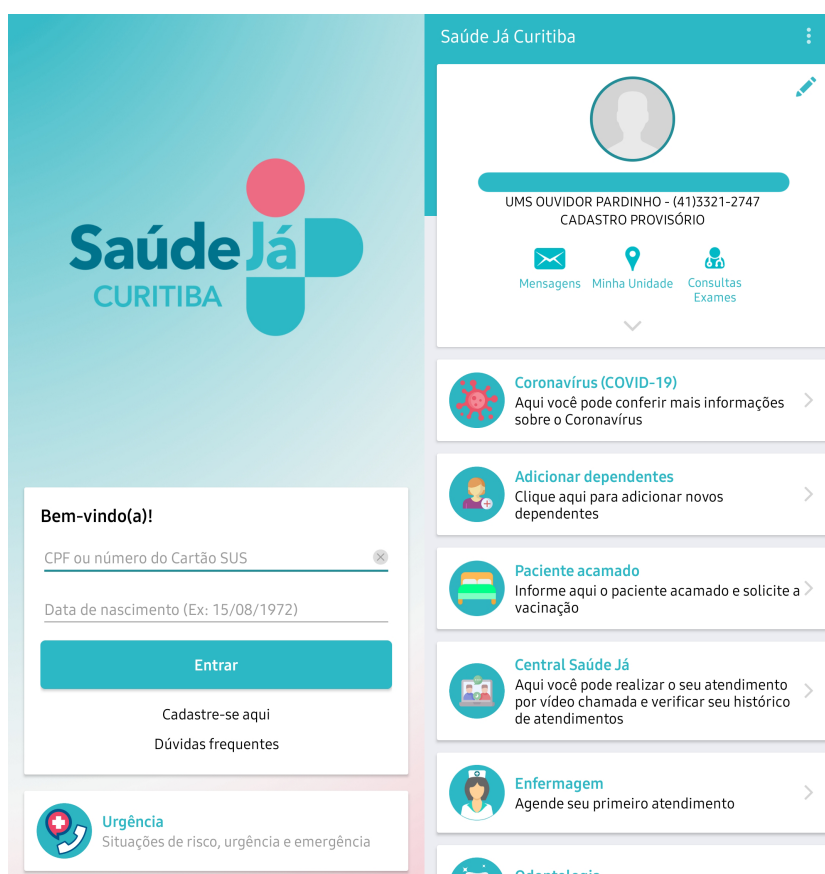 Saúde Já
CURITIBA
Bem-vindo(a)!
CPF ou número do Cartão SUS
Data de nascimento (Ex: 15/08/1972)
Entrar
Cadastre-se aqui
Dúvidas frequentes
Urgência
Situações de risco, urgência e emergência
Saúde Já Curitiba
UMS OUVIDOR PARDINHO - (41)3321-2747
CADASTRO PROVISÓRIO
Mensagens
Minha Unidade
Consultas
Exames
Coronavírus (COVID-19)
Aqui você pode conferir mais informações
sobre o Coronavírus
Adicionar dependentes
Clique aqui para adicionar novos
dependentes
Paciente acamado
Informe aqui o paciente acamado e solicite a
vacinação
Central Saúde Já
Aqui você pode realizar o seu atendimento
por vídeo chamada e verificar seu histórico
de atendimentos
Enfermagem
Agende seu primeiro atendimento
Odontologia